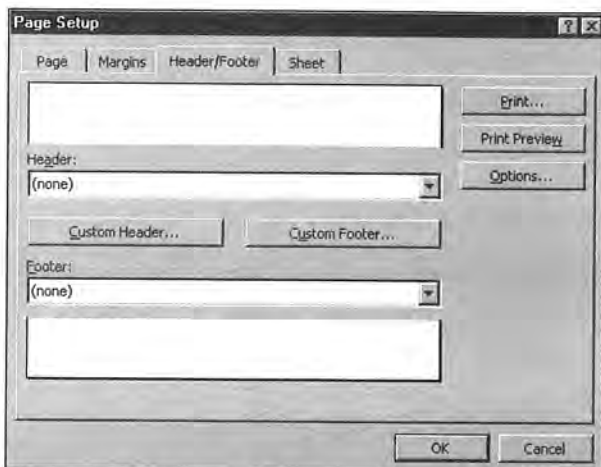 Page Setup
Page Margins Header/Footer Sheet
Print...
Print Preview
Header:
(none)
Options...
Custom Header... Custom Footer...
Footer:
(none)
OK Cancel